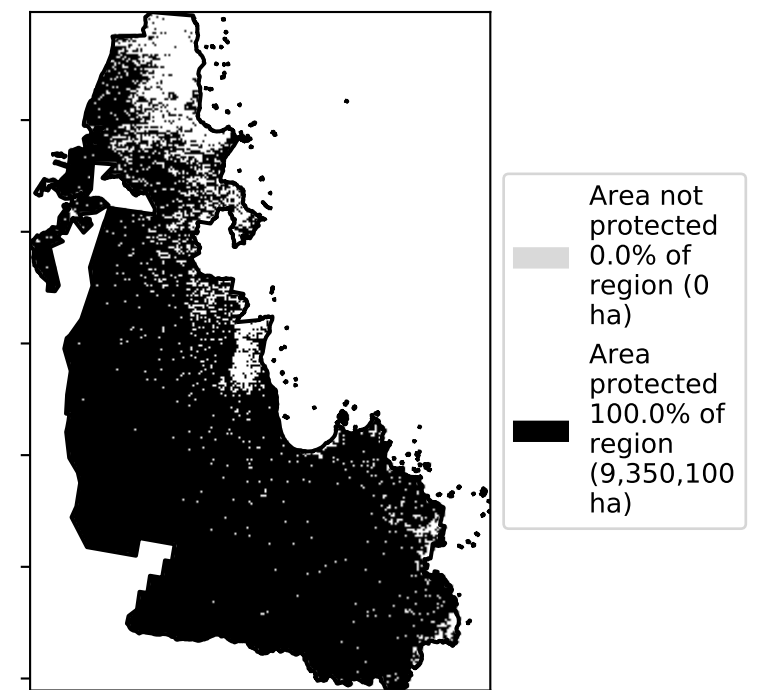 Area not
protected
0.0% of
region (0
ha)
Area
protected
100.0% of
region
(9,350,100
ha)